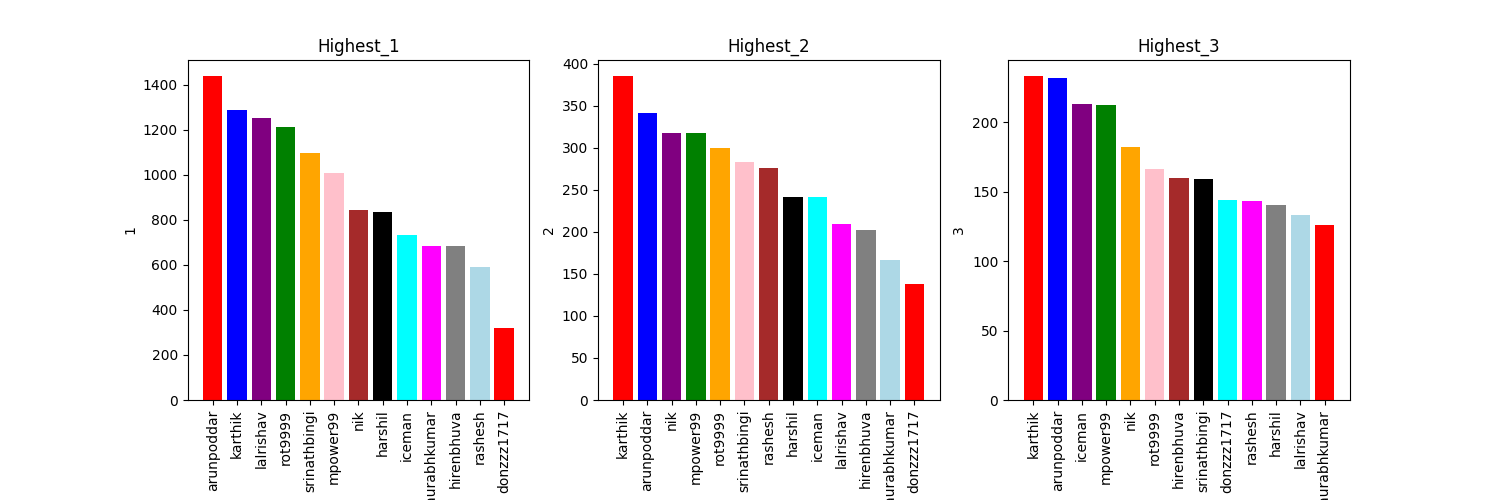 Highest_1
1
1400
1200
1000
800
600
400
200
0
arunpoddar
karthik
lalrishav
rot9999
srinathbingi
mpower99
nik
harshil
iceman
urabhkumar
hirenbhuva
rashesh
donzzz1717
Highest_2
2
400
350
300
250
200
150
100
50
0
karthik
arunpoddar
nik
mpower99
rot9999
srinathbingi
rashesh
harshil
iceman
lalrishav
hirenbhuva
urabhkumar
donzzz1717
Highest_3
3
200
150
100
50
0
karthik
arunpoddar
iceman
mpower99
nik
rot9999
hirenbhuva
srinathbingi
donzzz1717
rashesh
harshil
lalrishav
urabhkumar